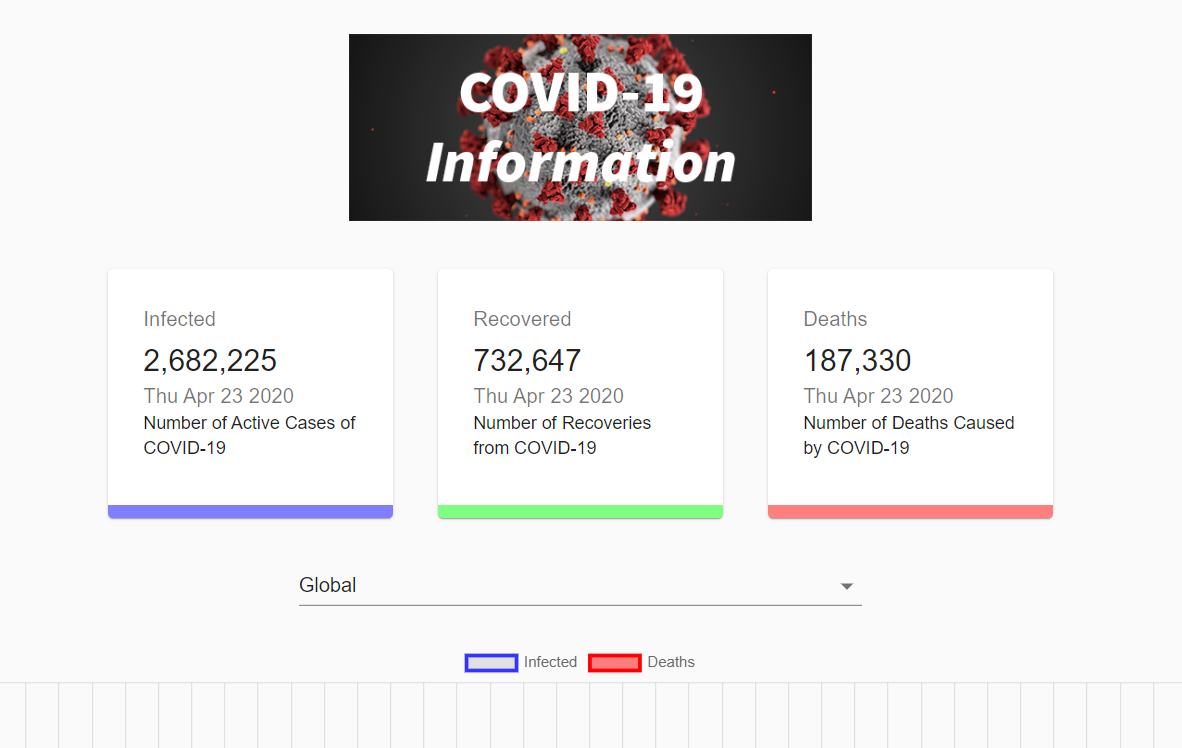 COVID-19
Information
Infected
2,682,225
Thu Apr 23 2020
Number of Active Cases of
COVID-19
Recovered
732,647
Thu Apr 23 2020
Number of Recoveries
from COVID-19
Deaths
187,330
Thu Apr 23 2020
Number of Deaths Caused
by COVID-19
Global
Infected Deaths